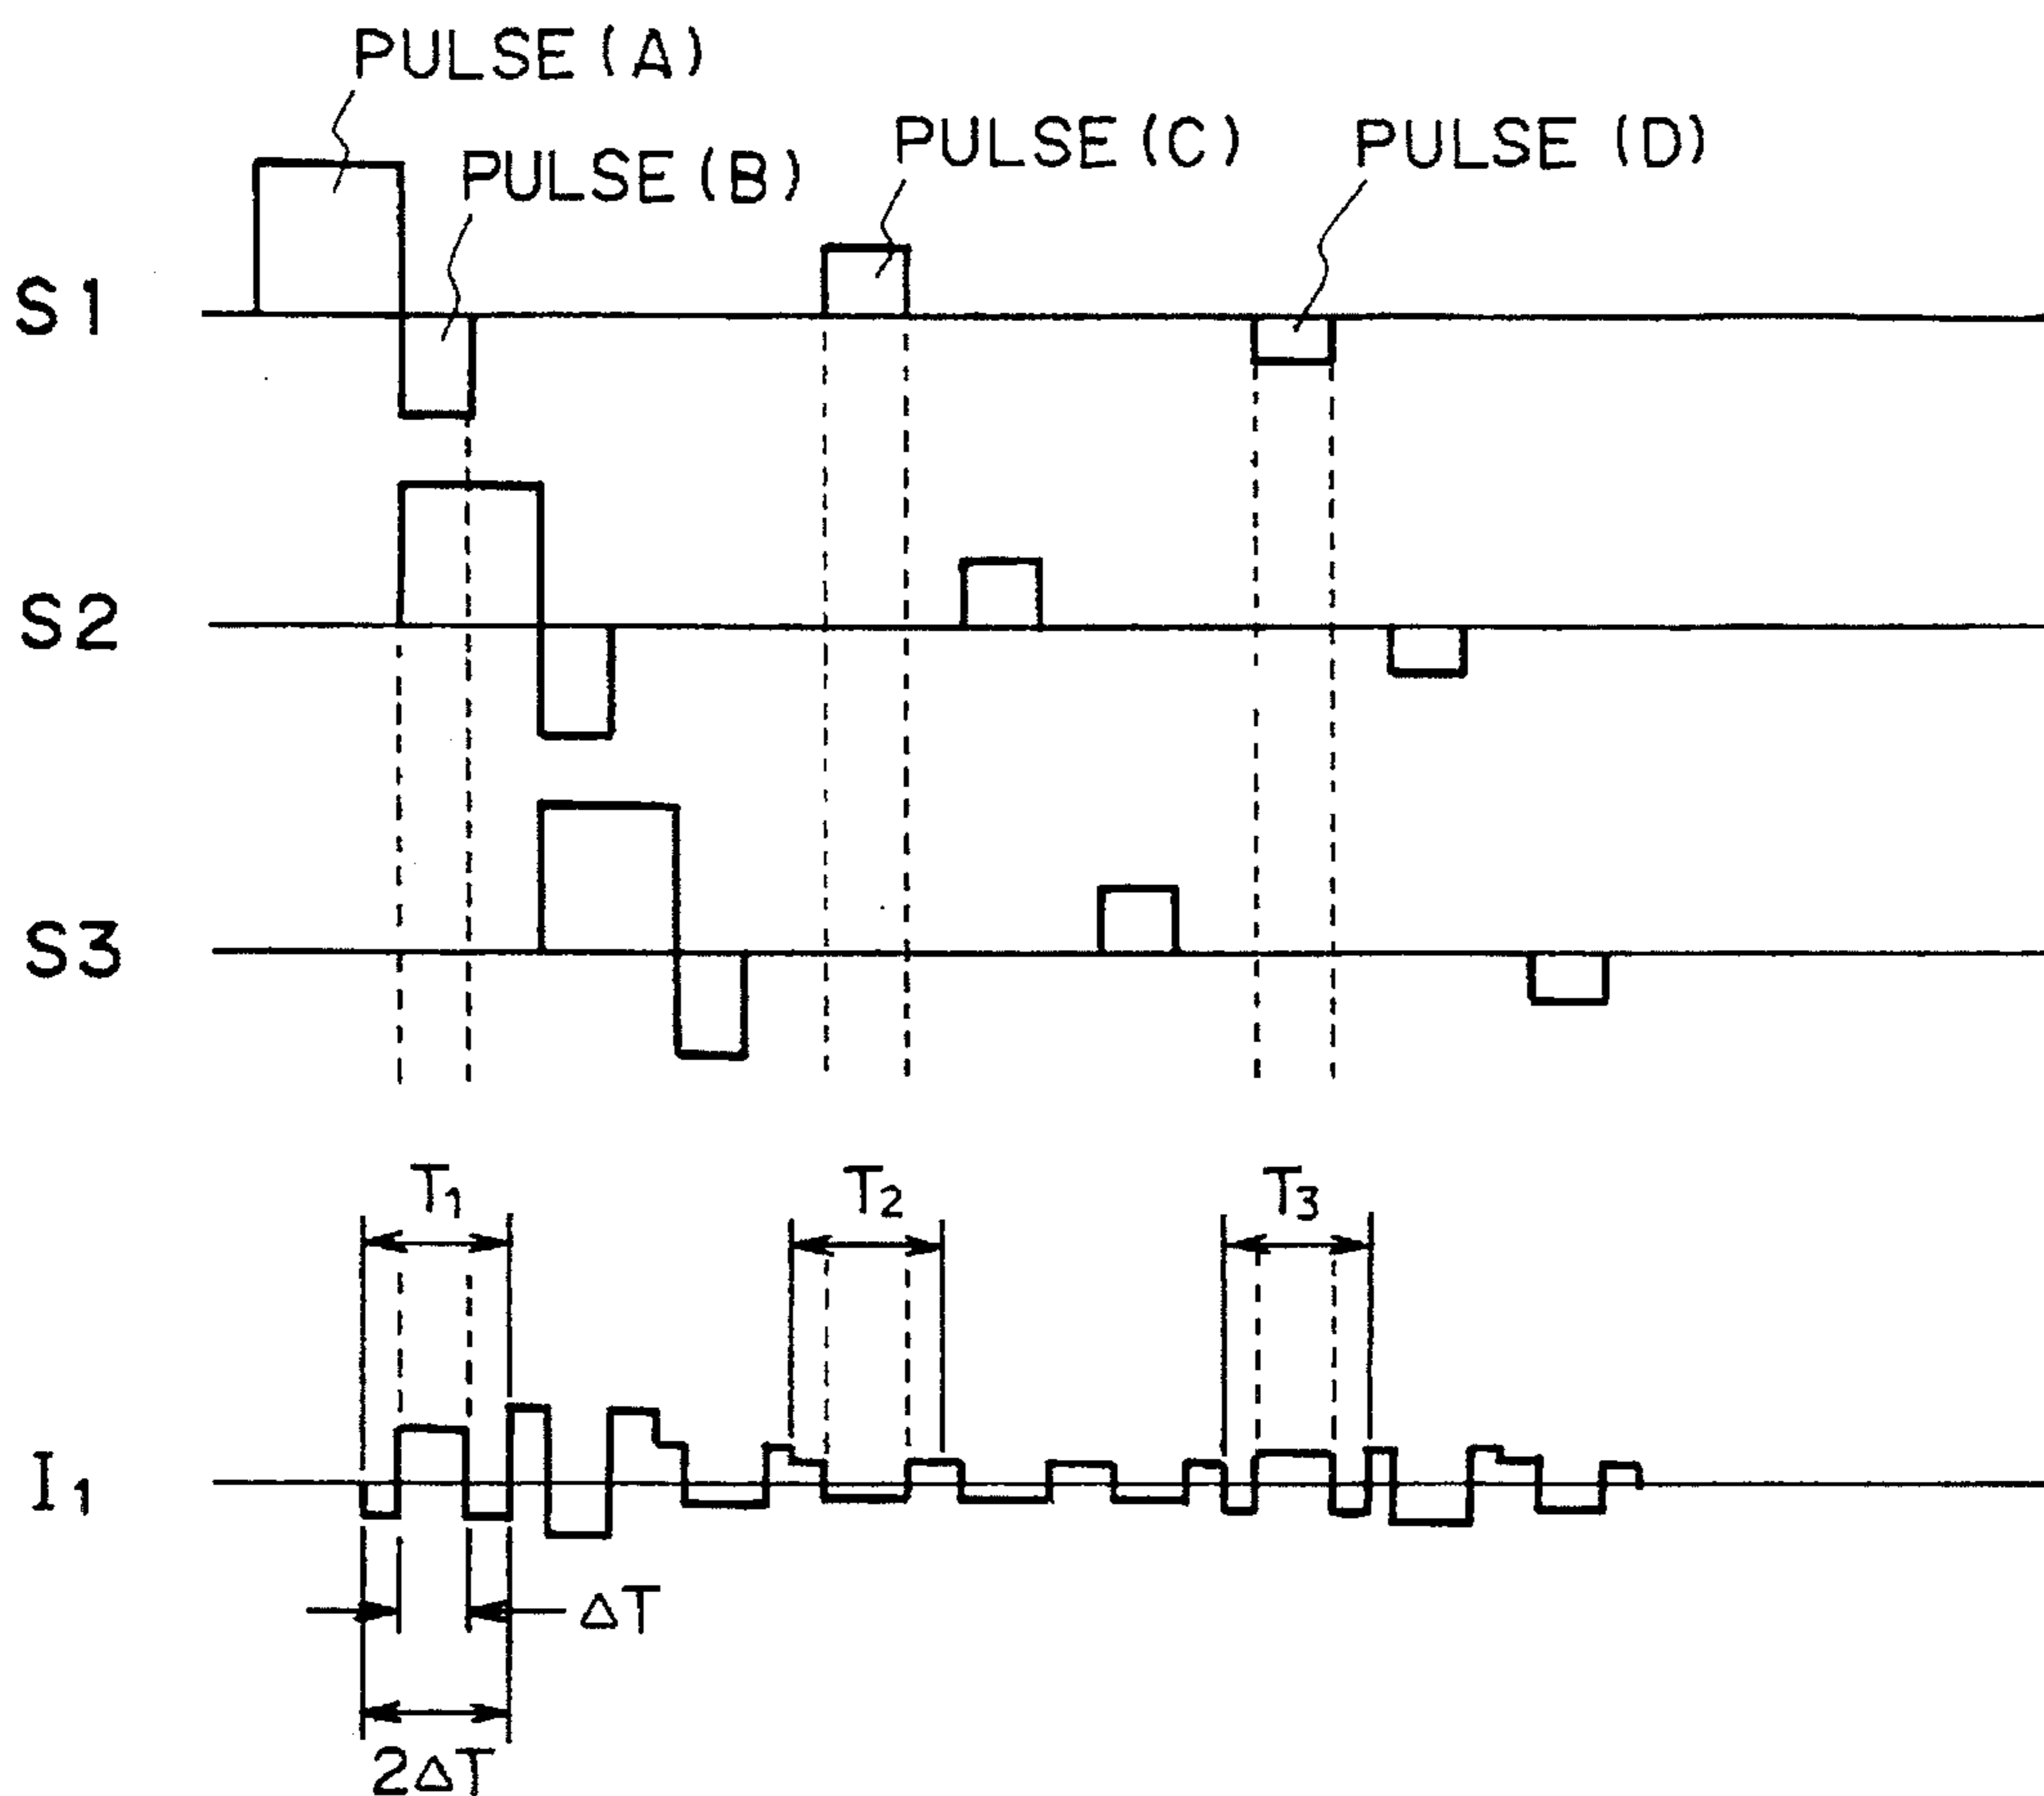 PULSE (A)
PULSE (B)
PULSE (C)
PULSE (D)
S1
S2
S3
T1
T2
T3
I1
ΔT
2ΔT